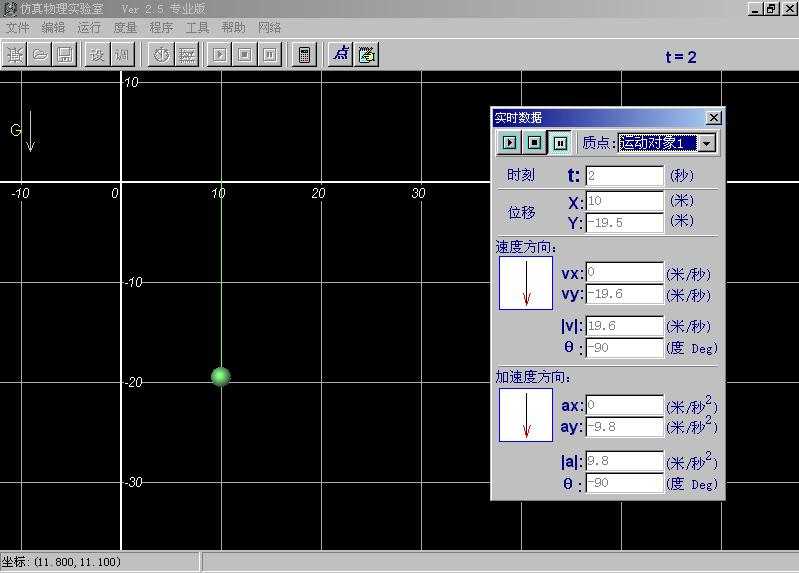 仿真物理实验室 Ver 2.5 专业版
文件 编辑 运行 度量 程序 工具 帮助 网络
设 调 点 t = 2
10
G
-10 0 10 20 30
-10
-20
-30
实时数据
质点: 运动对象1
时刻 t: 2 (秒)
位移 X: 10 (米)
Y: -19.5 (米)
速度方向:
vx: 0 (米/秒)
vy: -19.6 (米/秒)
|v|: 19.6 (米/秒)
θ: -90 (度 Deg)
加速度方向:
ax: 0 (米/秒²)
ay: -9.8 (米/秒²)
|a|: 9.8 (米/秒²)
θ: -90 (度 Deg)
坐标: (11.800,11.100)